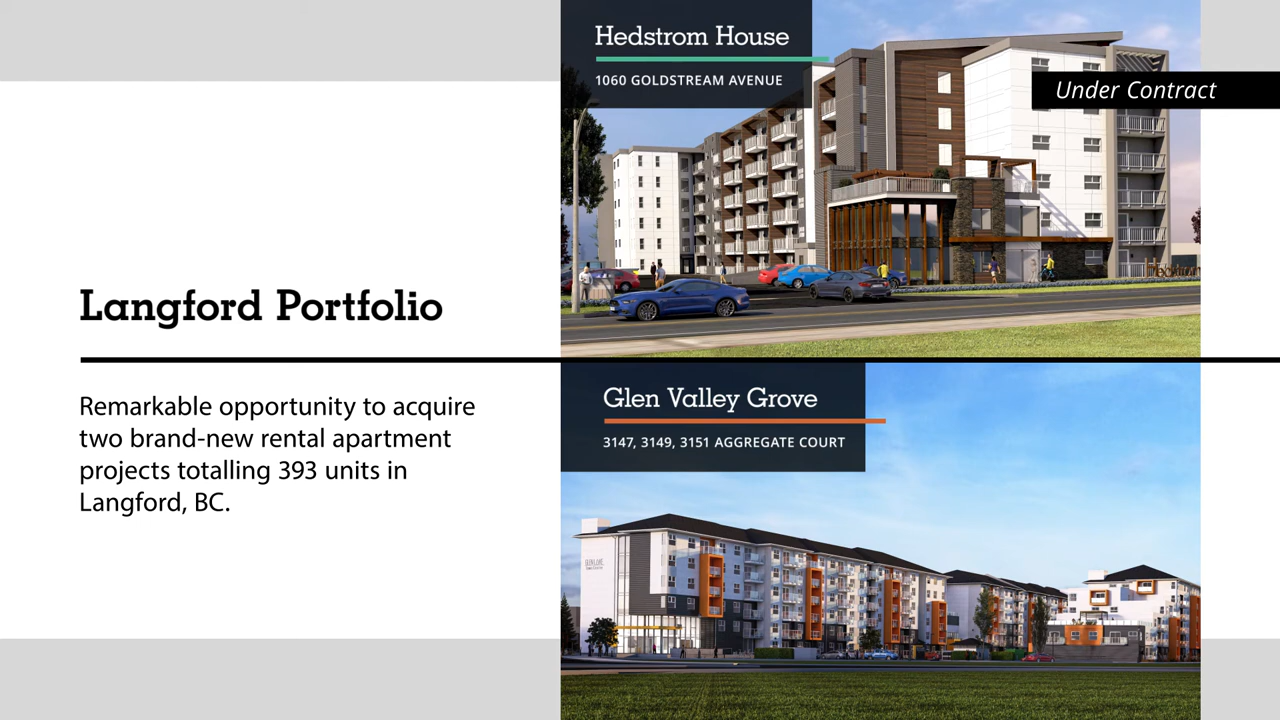 Hedstrom House
1060 GOLDSTREAM AVENUE
Under Contract
Langford Portfolio
Remarkable opportunity to acquire
two brand-new rental apartment
projects totalling 393 units in
Langford, BC.
Glen Valley Grove
3147, 3149, 3151 AGGREGATE COURT
Hedstrom